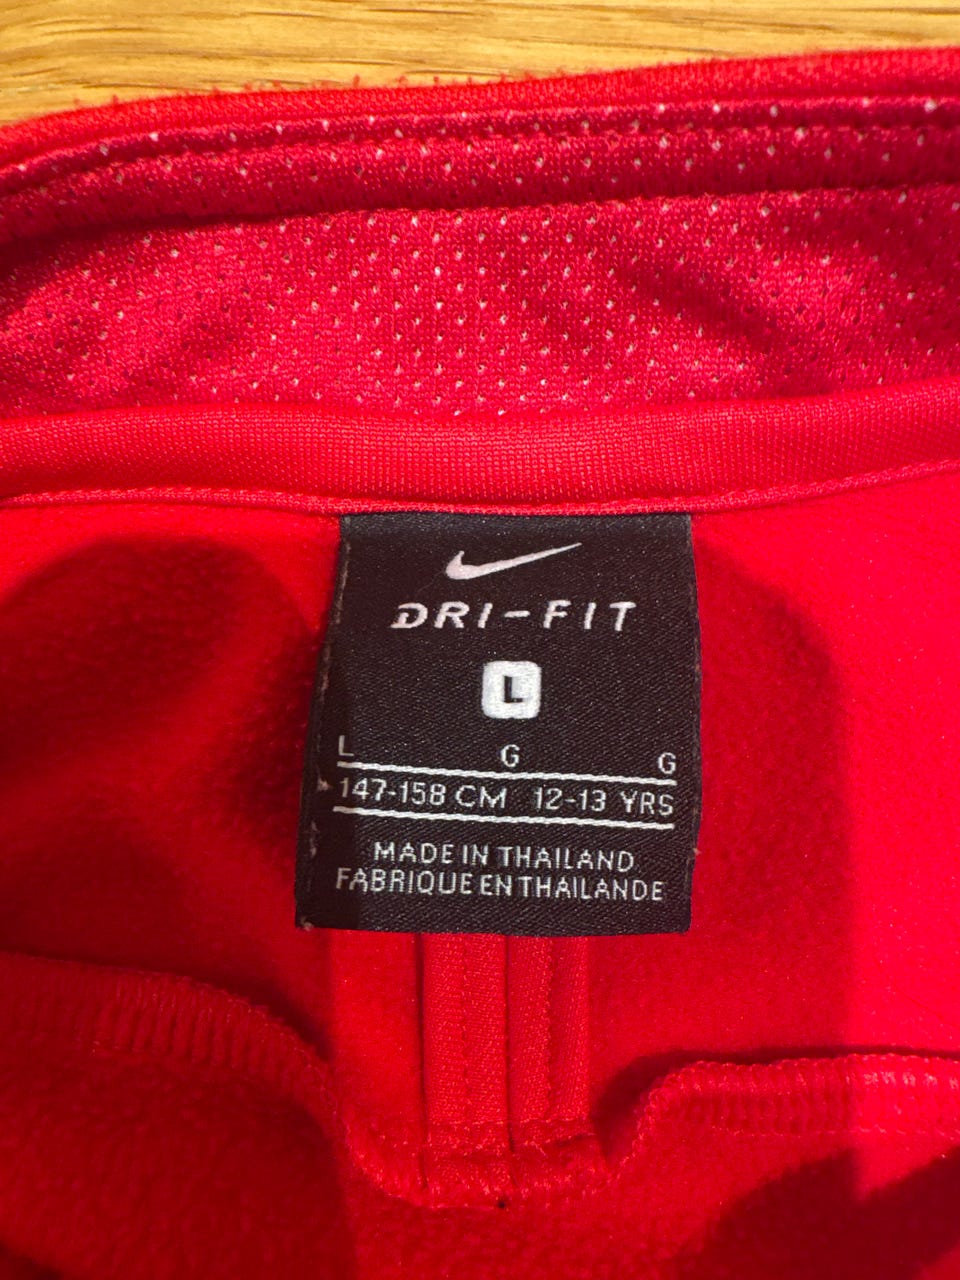 DRI-FIT
L
L G G
147-158 CM 12-13 YRS
MADE IN THAILAND
FABRIQUE EN THAILANDE